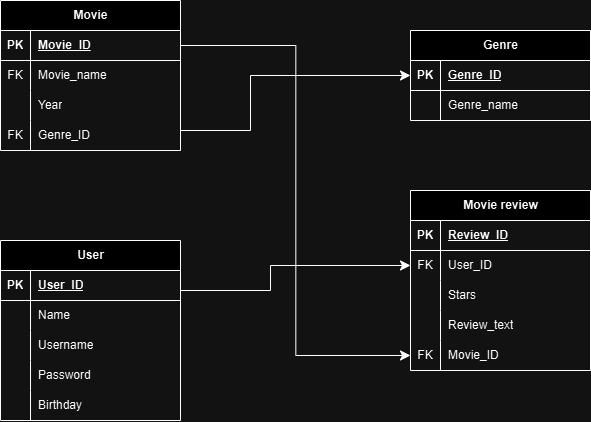 Movie
PK Movie_ID
FK Movie_name
Year
FK Genre_ID
Genre
PK Genre_ID
Genre_name
User
PK User_ID
Name
Username
Password
Birthday
Movie review
PK Review_ID
FK User_ID
Stars
Review_text
FK Movie_ID